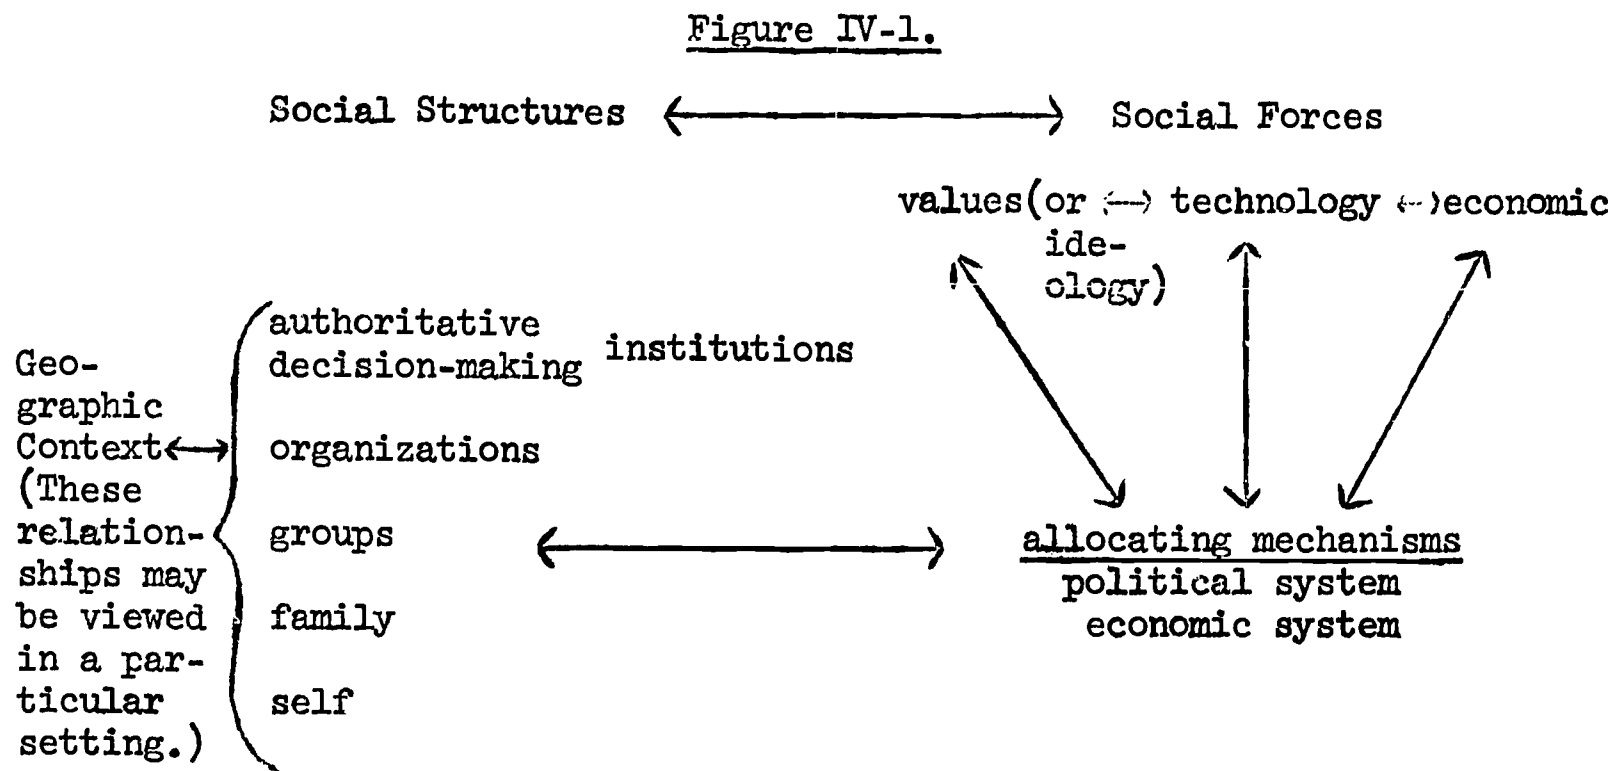 Figure IV-1.
Social Structures Social Forces
values(or technology economic
ide-
ology)
Geo-
graphic
Context
(These
relation-
ships may
be viewed
in a par-
ticular
setting.)
authoritative
decision-making institutions
organizations
groups
family
self
allocating mechanisms
political system
economic system